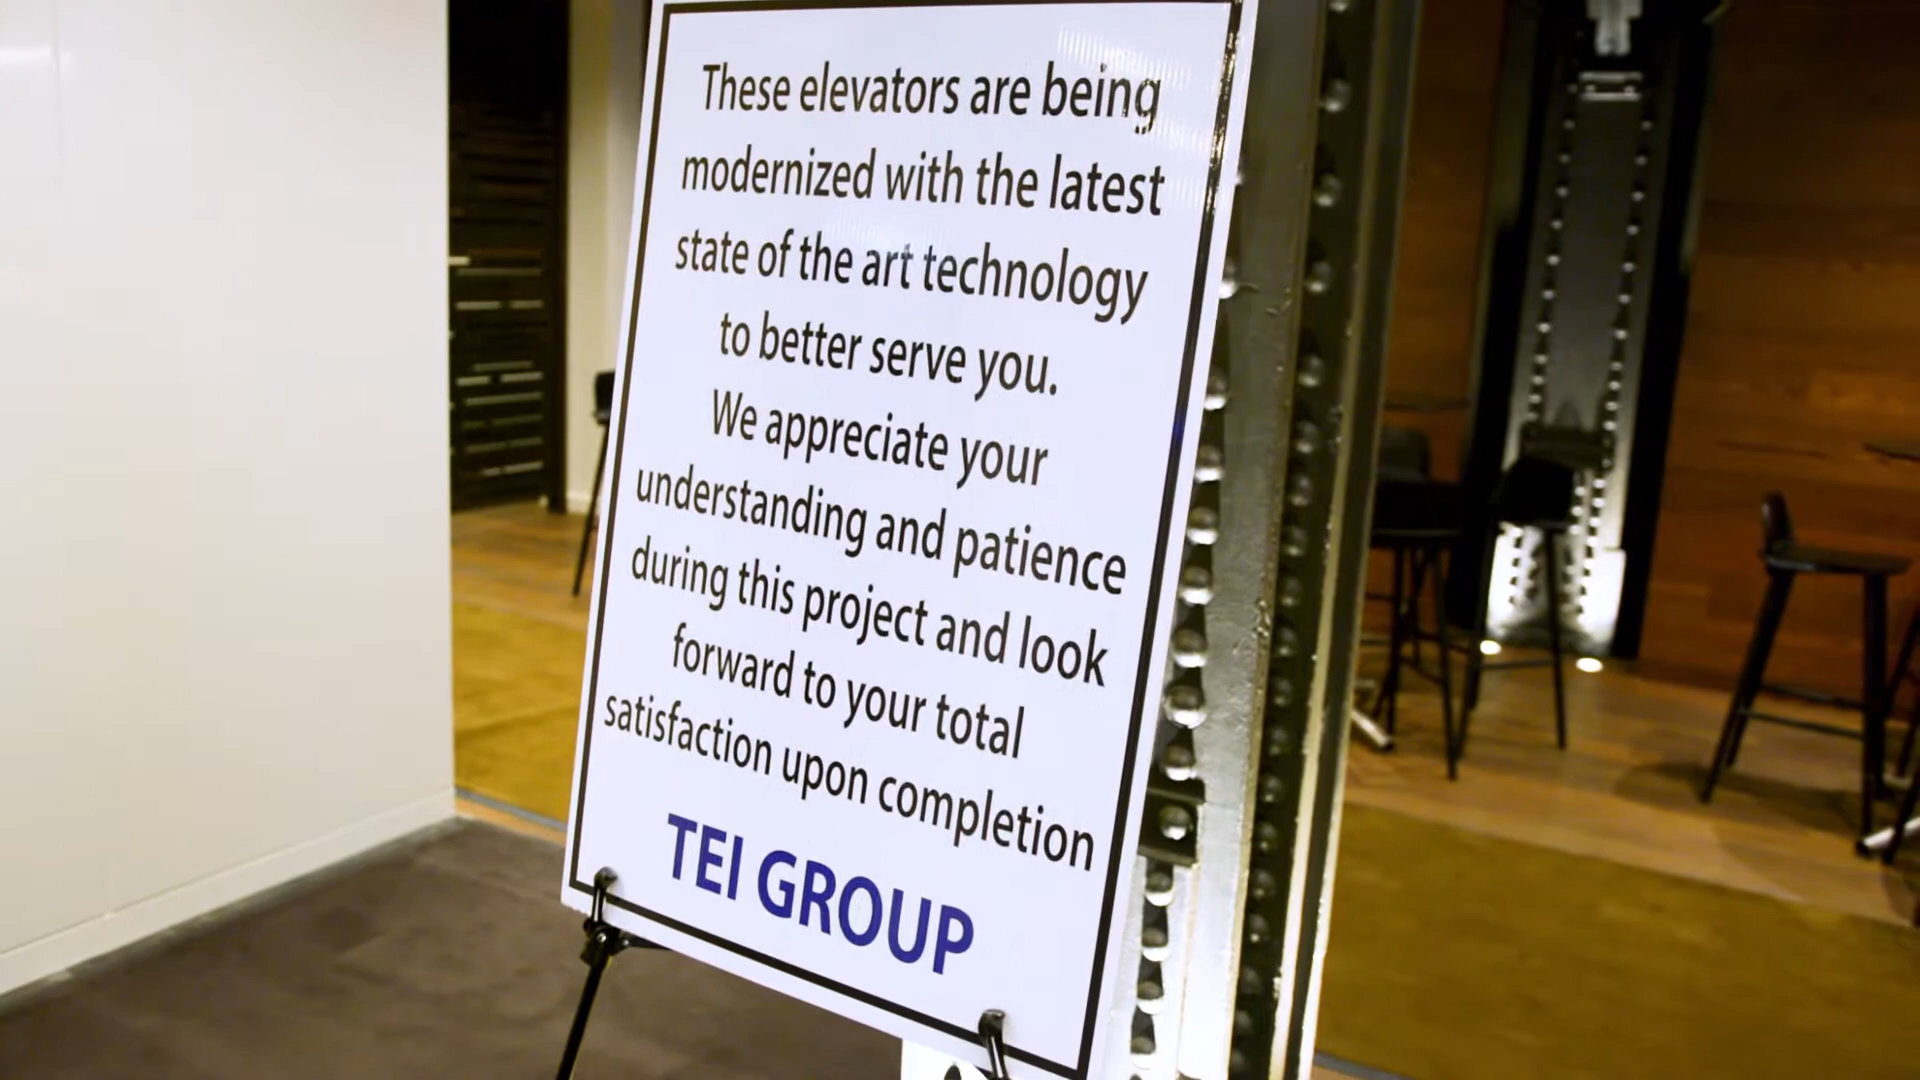 These elevators are being
modernized with the latest
state of the art technology
to better serve you.
We appreciate your
understanding and patience
during this project and look
forward to your total
satisfaction upon completion
TEI GROUP